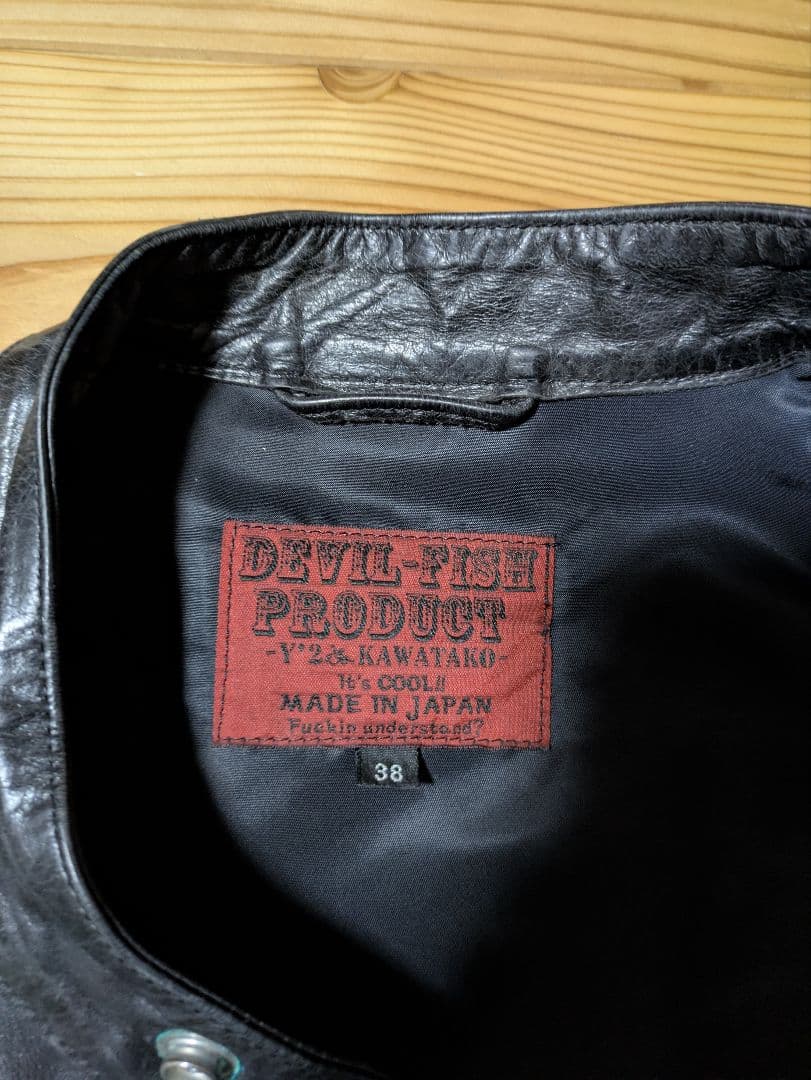 DEVIL-FISH
PRODUCT
-Y'2 & KAWATAKO-
It's COOL!!
MADE IN JAPAN
Fuckin understand?
38